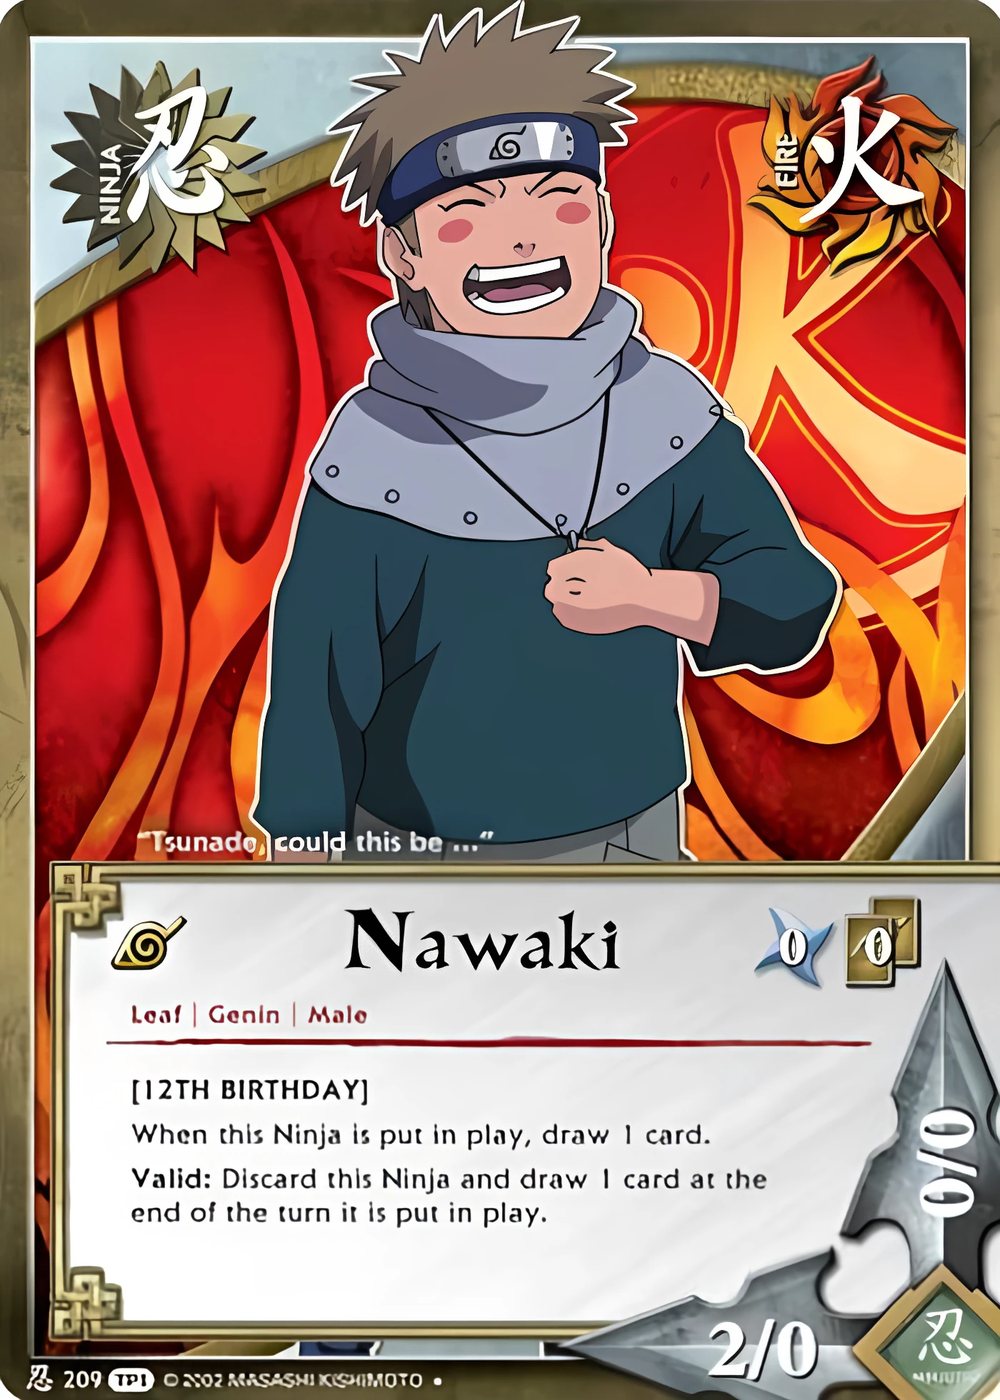 NINJA
忍
FIRE
火
"Tsunade, could this be ..."
Nawaki
0
0
Leaf | Genin | Male
[12TH BIRTHDAY]
When this Ninja is put in play, draw 1 card.
Valid: Discard this Ninja and draw 1 card at the
end of the turn it is put in play.
0/0
2/0
忍
忍 209 TP1 © 2002 MASASHI KISHIMOTO